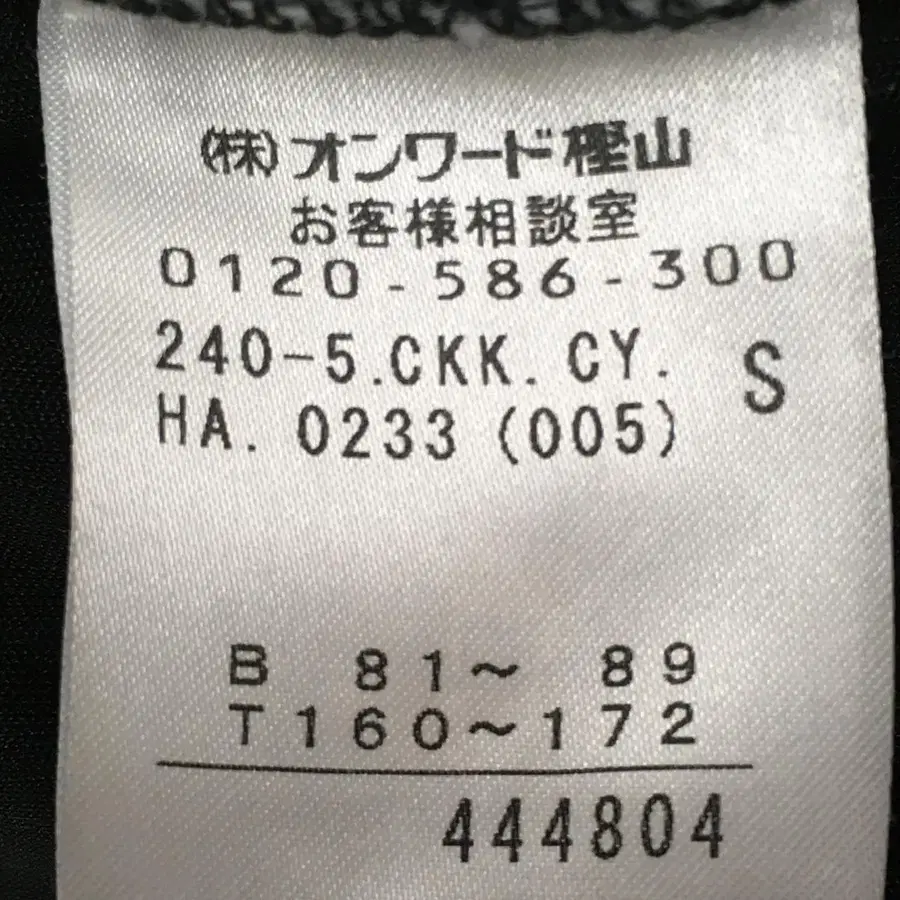 (株)オンワード樫山
お客様相談室
0120-586-300
240-5.CKK.CY. S
HA.0233(005)
B 81〜 89
T160〜172
444804